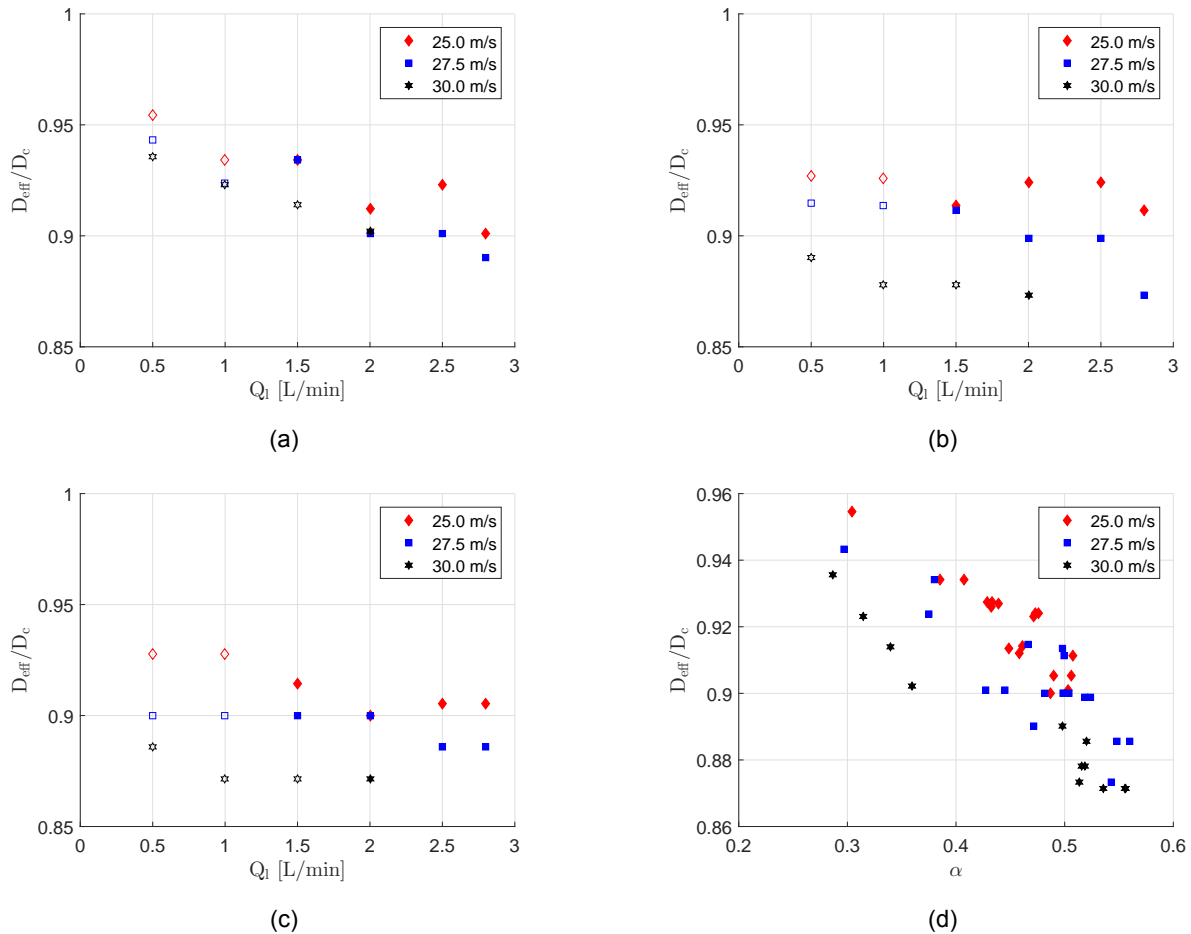 1
0.95
0.9
0.85
D_eff/D_c
25.0 m/s
27.5 m/s
30.0 m/s
0 0.5 1 1.5 2 2.5 3
Q_l [L/min]
(a)
1
0.95
0.9
0.85
D_eff/D_c
25.0 m/s
27.5 m/s
30.0 m/s
0 0.5 1 1.5 2 2.5 3
Q_l [L/min]
(b)
1
0.95
0.9
0.85
D_eff/D_c
25.0 m/s
27.5 m/s
30.0 m/s
0 0.5 1 1.5 2 2.5 3
Q_l [L/min]
(c)
0.96
0.94
0.92
0.9
0.88
0.86
D_eff/D_c
25.0 m/s
27.5 m/s
30.0 m/s
0.2 0.3 0.4 0.5 0.6
α
(d)